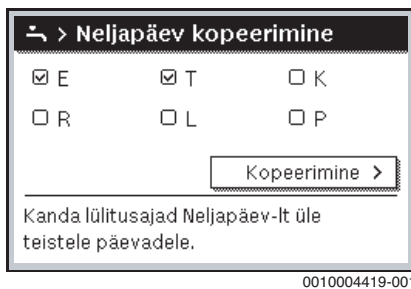 > Neljapäev kopeerimine
E T K
R L P
Kopeerimine >
Kanda lülitusajad Neljapäev-lt üle
teistele päevadele.
0010004419-001